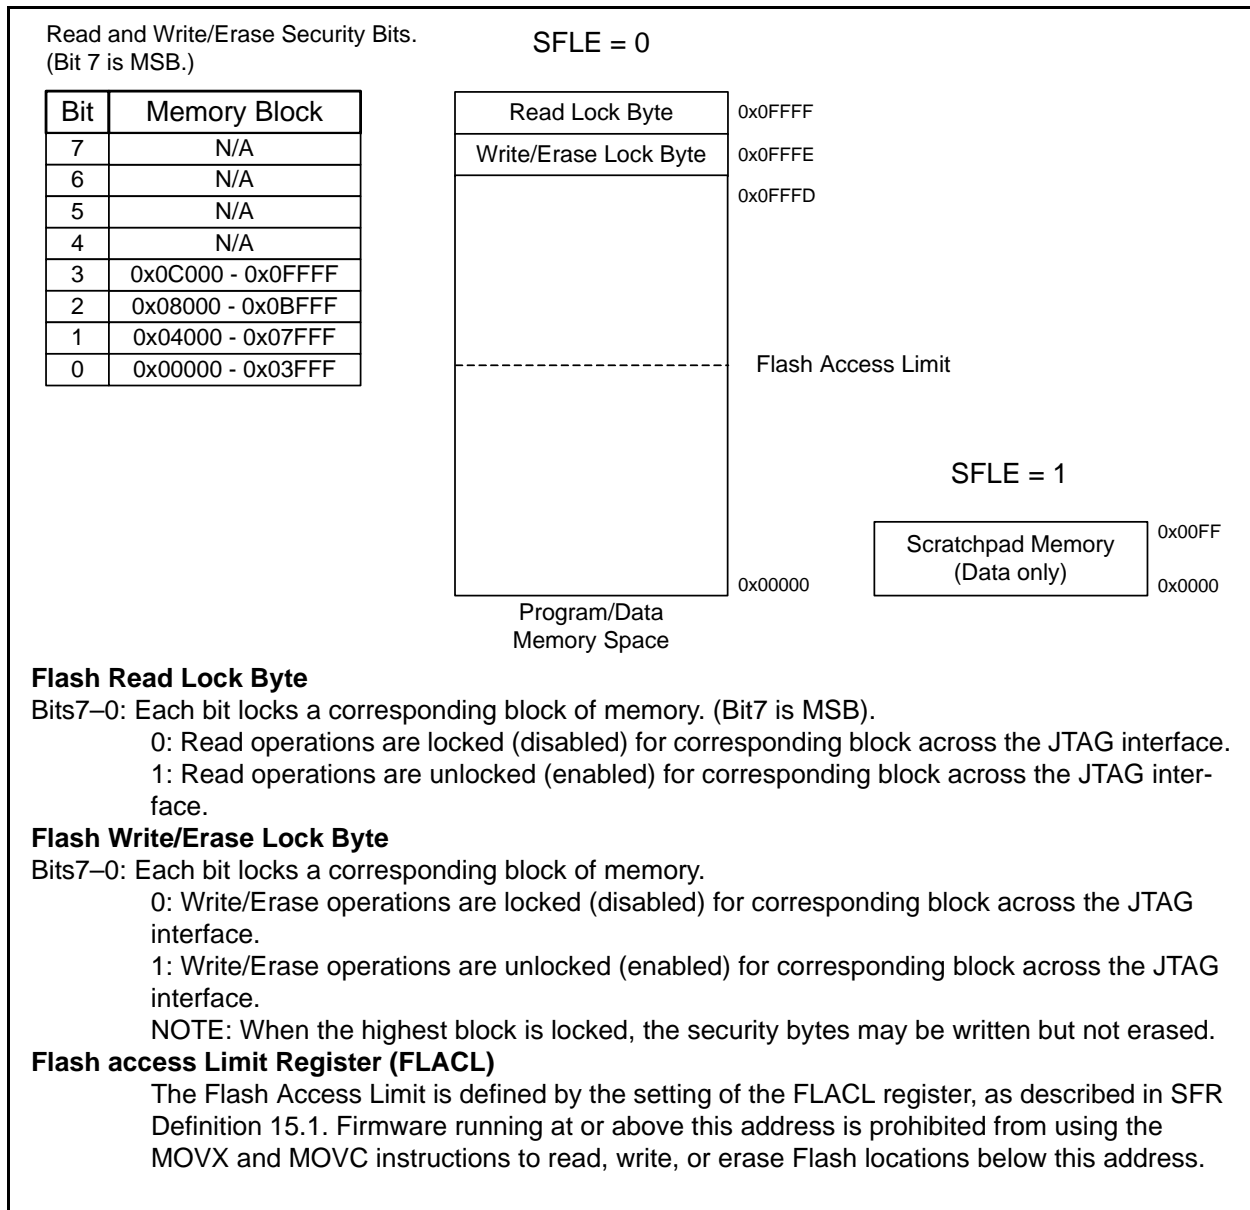 Read and Write/Erase Security Bits.
(Bit 7 is MSB.)
SFLE = 0
Bit Memory Block
7 N/A
6 N/A
5 N/A
4 N/A
3 0x0C000 - 0x0FFFF
2 0x08000 - 0x0BFFF
1 0x04000 - 0x07FFF
0 0x00000 - 0x03FFF
Read Lock Byte 0x0FFFF
Write/Erase Lock Byte 0x0FFFE
0x0FFFD
Flash Access Limit
0x00000
Program/Data
Memory Space
SFLE = 1
Scratchpad Memory
(Data only)
0x00FF
0x0000
Flash Read Lock Byte
Bits7–0: Each bit locks a corresponding block of memory. (Bit7 is MSB).
0: Read operations are locked (disabled) for corresponding block across the JTAG interface.
1: Read operations are unlocked (enabled) for corresponding block across the JTAG inter-
face.
Flash Write/Erase Lock Byte
Bits7–0: Each bit locks a corresponding block of memory.
0: Write/Erase operations are locked (disabled) for corresponding block across the JTAG
interface.
1: Write/Erase operations are unlocked (enabled) for corresponding block across the JTAG
interface.
NOTE: When the highest block is locked, the security bytes may be written but not erased.
Flash access Limit Register (FLACL)
The Flash Access Limit is defined by the setting of the FLACL register, as described in SFR
Definition 15.1. Firmware running at or above this address is prohibited from using the
MOVX and MOVC instructions to read, write, or erase Flash locations below this address.